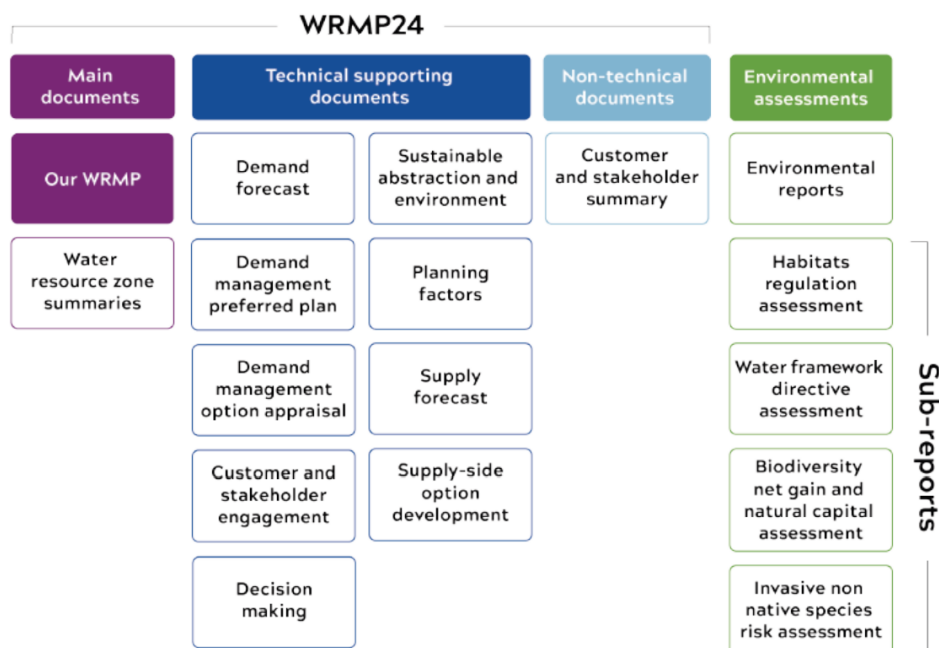 WRMP24
Main
documents
Technical supporting
documents
Non-technical
documents
Environmental
assessments
Our WRMP
Demand
forecast
Sustainable
abstraction and
environment
Customer
and stakeholder
summary
Environmental
reports
Water
resource zone
summaries
Demand
management
preferred plan
Planning
factors
Habitats
regulation
assessment
Demand
management
option appraisal
Supply
forecast
Water framework
directive
assessment
Customer and
stakeholder
engagement
Supply-side
option
development
Biodiversity
net gain and
natural capital
assessment
Decision
making
Invasive non
native species
risk assessment
Sub-reports